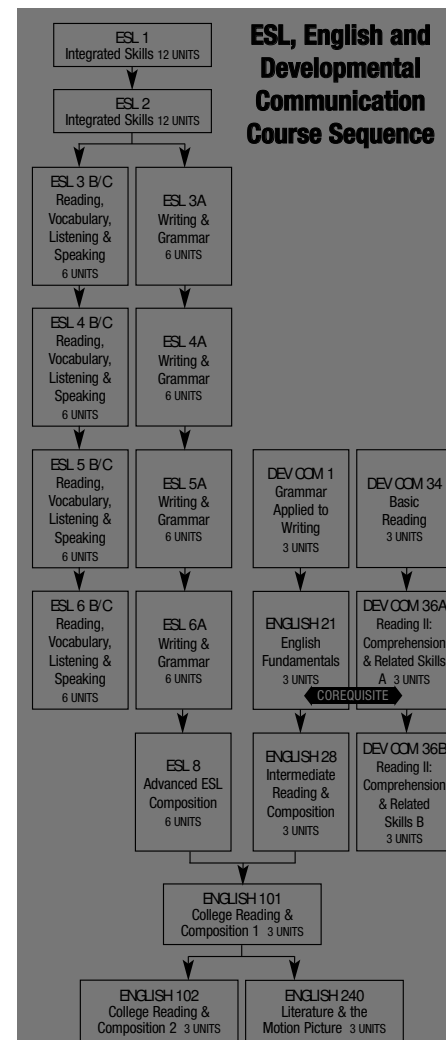 ESL, English and
Developmental
Communication
Course Sequence
ESL 1
Integrated Skills 12 UNITS
ESL 2
Integrated Skills 12 UNITS
ESL 3 B/C
Reading,
Vocabulary,
Listening &
Speaking
6 UNITS
ESL 3A
Writing &
Grammar
6 UNITS
ESL 4 B/C
Reading,
Vocabulary,
Listening &
Speaking
6 UNITS
ESL 4A
Writing &
Grammar
6 UNITS
ESL 5 B/C
Reading,
Vocabulary,
Listening &
Speaking
6 UNITS
ESL 5A
Writing &
Grammar
6 UNITS
DEV COM 1
Grammar
Applied to
Writing
3 UNITS
DEV COM 34
Basic
Reading
3 UNITS
ESL 6 B/C
Reading,
Vocabulary,
Listening &
Speaking
6 UNITS
ESL 6A
Writing &
Grammar
6 UNITS
ENGLISH 21
English
Fundamentals
3 UNITS
DEV COM 36A
Reading II:
Comprehension
& Related Skills
A 3 UNITS
COREQUISITE
ESL 8
Advanced ESL
Composition
6 UNITS
ENGLISH 28
Intermediate
Reading &
Composition
3 UNITS
DEV COM 36B
Reading II:
Comprehension
& Related
Skills B
3 UNITS
ENGLISH 101
College Reading &
Composition 1 3 UNITS
ENGLISH 102
College Reading &
Composition 2 3 UNITS
ENGLISH 240
Literature & the
Motion Picture 3 UNITS